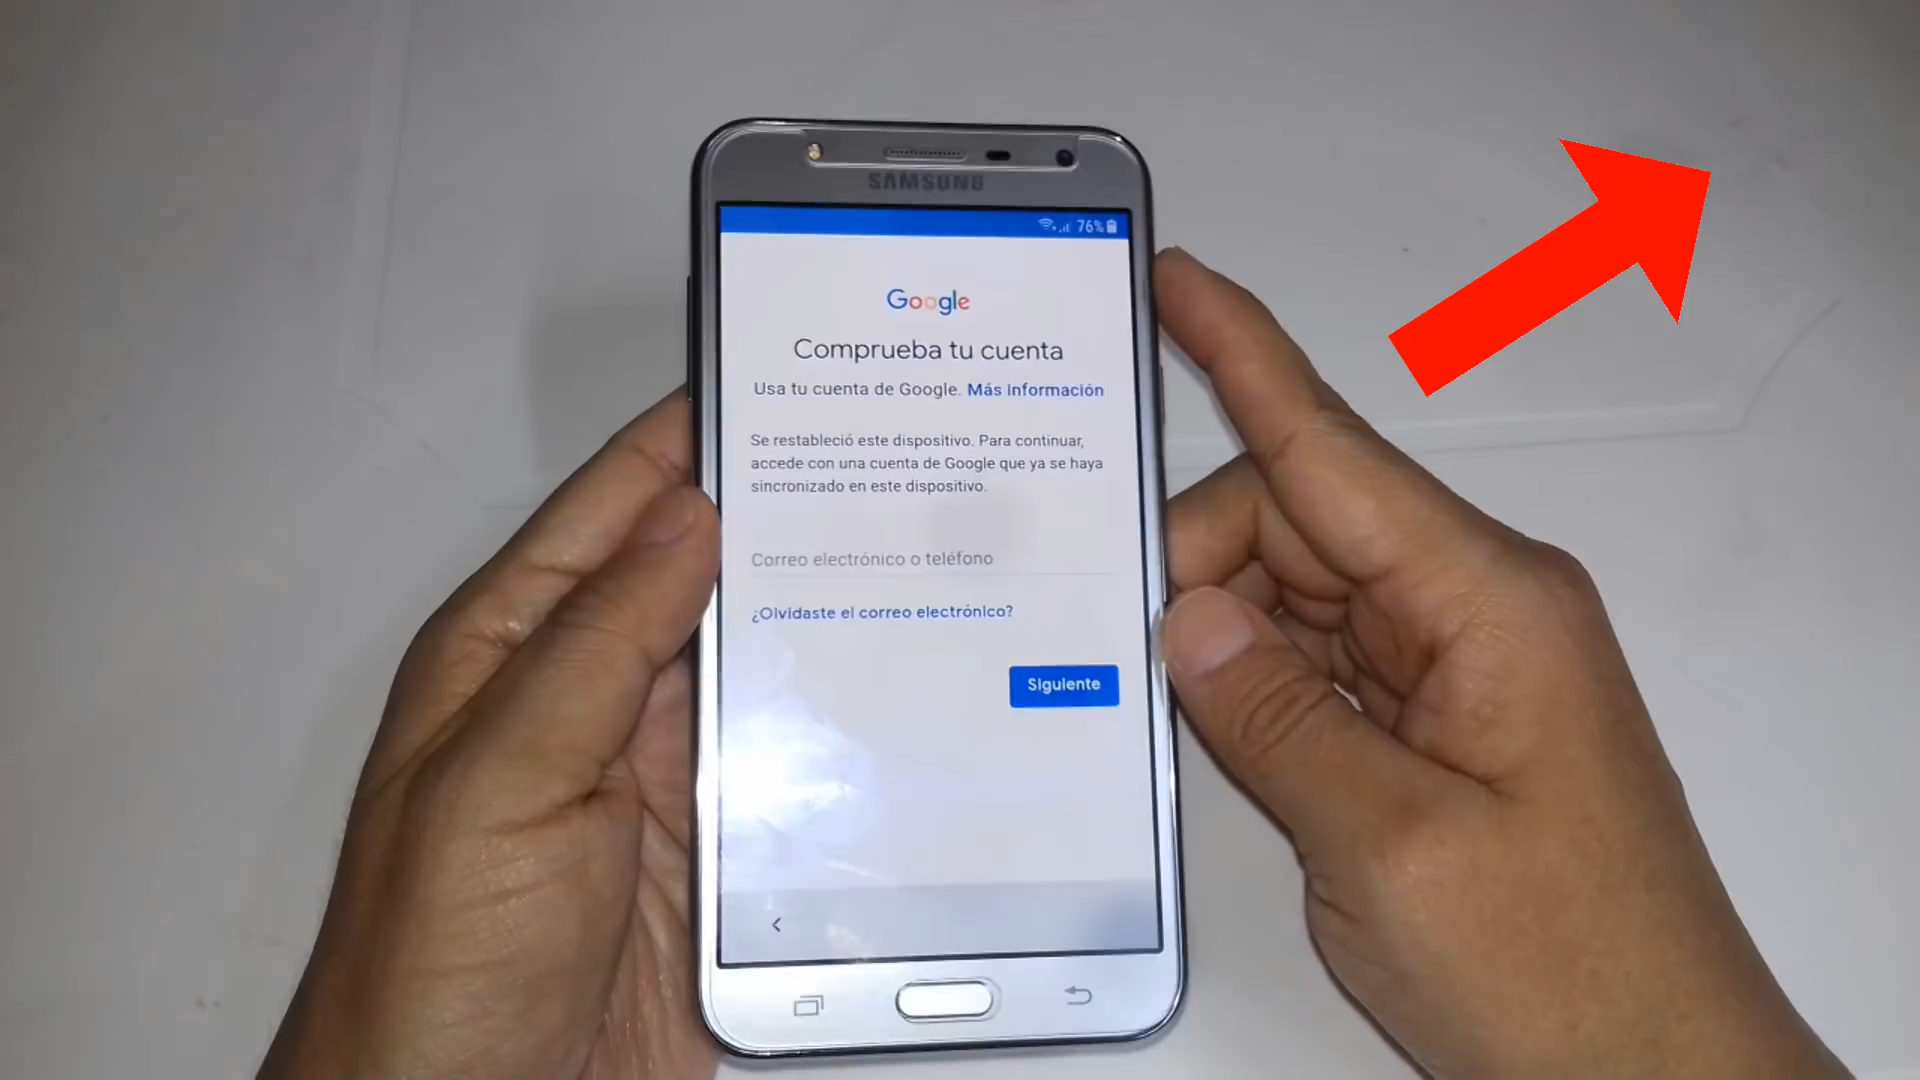 SAMSUNG
76%
Google
Comprueba tu cuenta
Usa tu cuenta de Google. Más información
Se restableció este dispositivo. Para continuar,
accede con una cuenta de Google que ya se haya
sincronizado en este dispositivo.
Correo electrónico o teléfono
¿Olvidaste el correo electrónico?
Siguiente